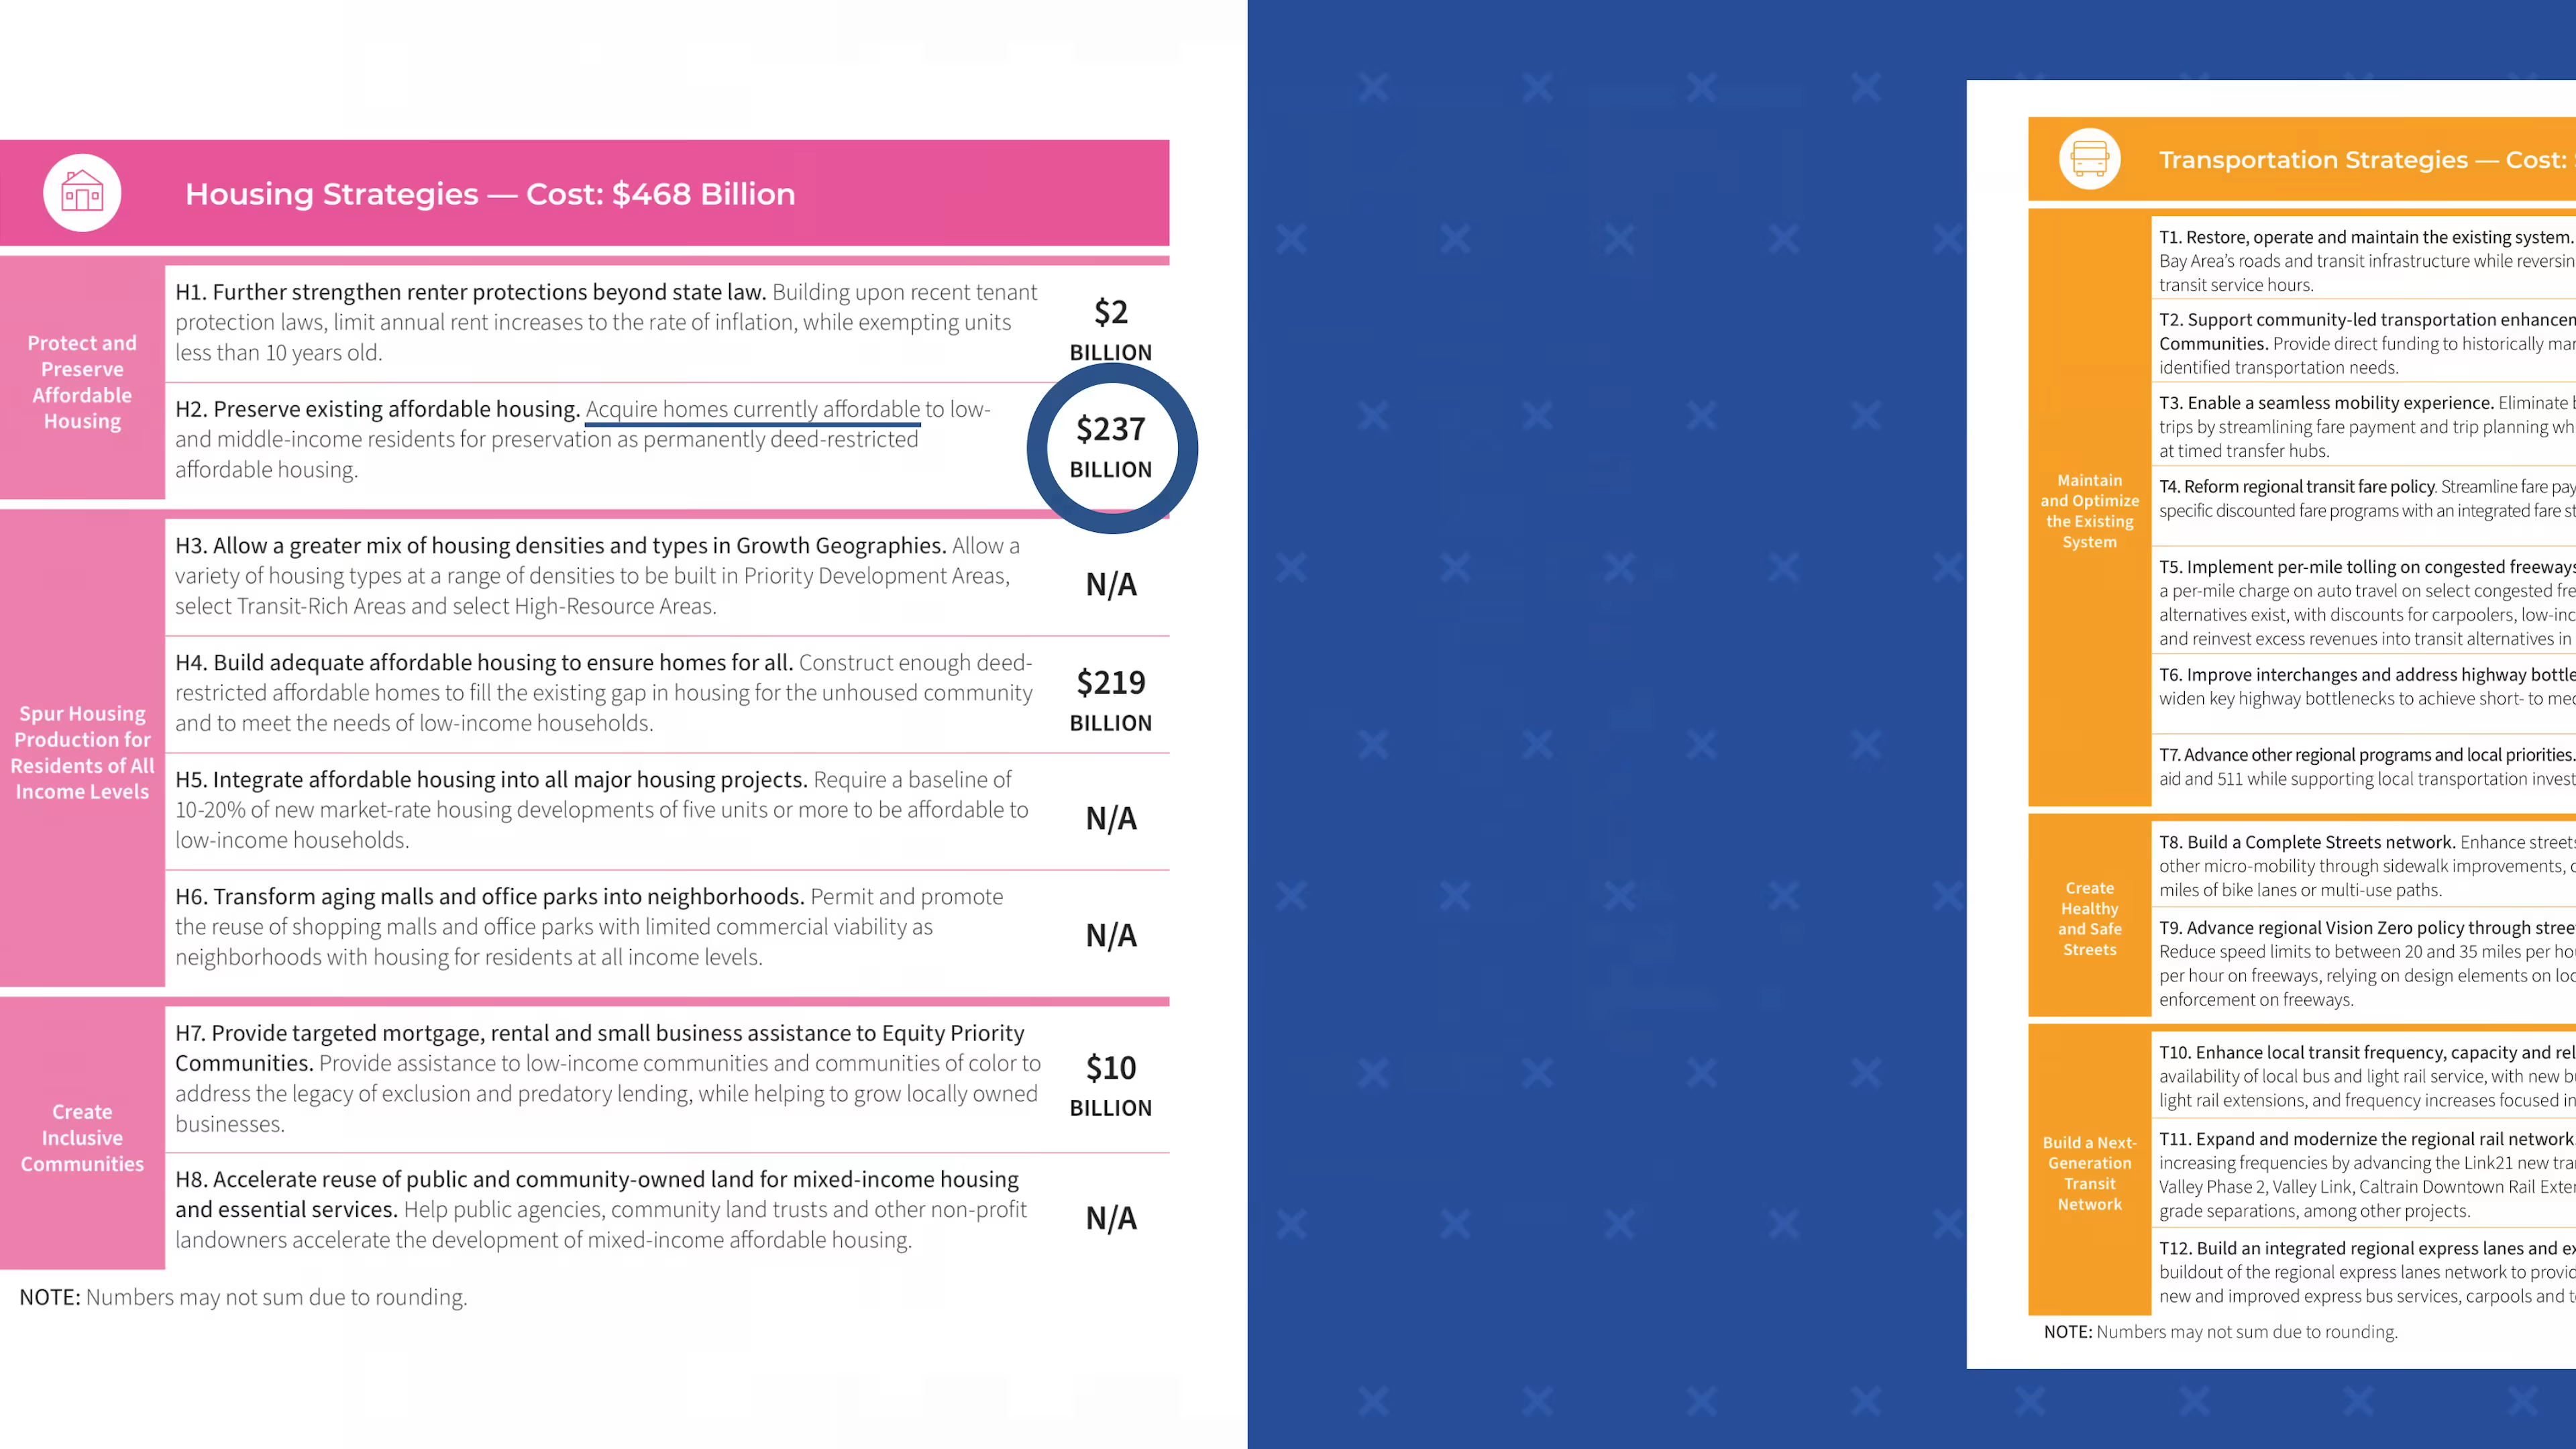 Housing Strategies — Cost: $468 Billion
Protect and
Preserve
Affordable
Housing
H1. Further strengthen renter protections beyond state law. Building upon recent tenant
protection laws, limit annual rent increases to the rate of inflation, while exempting units
less than 10 years old.
$2
BILLION
H2. Preserve existing affordable housing. Acquire homes currently affordable to low-
and middle-income residents for preservation as permanently deed-restricted
affordable housing.
$237
BILLION
Spur Housing
Production for
Residents of All
Income Levels
H3. Allow a greater mix of housing densities and types in Growth Geographies. Allow a
variety of housing types at a range of densities to be built in Priority Development Areas,
select Transit-Rich Areas and select High-Resource Areas.
N/A
H4. Build adequate affordable housing to ensure homes for all. Construct enough deed-
restricted affordable homes to fill the existing gap in housing for the unhoused community
and to meet the needs of low-income households.
$219
BILLION
H5. Integrate affordable housing into all major housing projects. Require a baseline of
10-20% of new market-rate housing developments of five units or more to be affordable to
low-income households.
N/A
H6. Transform aging malls and office parks into neighborhoods. Permit and promote
the reuse of shopping malls and office parks with limited commercial viability as
neighborhoods with housing for residents at all income levels.
N/A
Create
Inclusive
Communities
H7. Provide targeted mortgage, rental and small business assistance to Equity Priority
Communities. Provide assistance to low-income communities and communities of color to
address the legacy of exclusion and predatory lending, while helping to grow locally owned
businesses.
$10
BILLION
H8. Accelerate reuse of public and community-owned land for mixed-income housing
and essential services. Help public agencies, community land trusts and other non-profit
landowners accelerate the development of mixed-income affordable housing.
N/A
NOTE: Numbers may not sum due to rounding.
Transportation Strategies — Cost:
Maintain
and Optimize
the Existing
System
T1. Restore, operate and maintain the existing system.
Bay Area's roads and transit infrastructure while
transit service hours.
T2. Support community-led transportation
Communities. Provide direct funding to historically
identified transportation needs.
T3. Enable a seamless mobility experience. Eliminate
trips by streamlining fare payment and trip planning
at timed transfer hubs.
T4. Reform regional transit fare policy. Streamline fare
specific discounted fare programs with an integrated fare
T5. Implement per-mile tolling on congested freeways
a per-mile charge on auto travel on select congested
alternatives exist, with discounts for carpoolers,
and reinvest excess revenues into transit alternatives in
T6. Improve interchanges and address highway
widen key highway bottlenecks to achieve short- to
T7. Advance other regional programs and local priorities.
aid and 511 while supporting local transportation
Create
Healthy
and Safe
Streets
T8. Build a Complete Streets network. Enhance streets
other micro-mobility through sidewalk improvements,
miles of bike lanes or multi-use paths.
T9. Advance regional Vision Zero policy through
Reduce speed limits to between 20 and 35 miles per
per hour on freeways, relying on design elements on
enforcement on freeways.
Build a Next-
Generation
Transit
Network
T10. Enhance local transit frequency, capacity and
availability of local bus and light rail service, with new
light rail extensions, and frequency increases focused in
T11. Expand and modernize the regional rail network
increasing frequencies by advancing the Link21 new
Valley Phase 2, Valley Link, Caltrain Downtown Rail
grade separations, among other projects.
T12. Build an integrated regional express lanes and
buildout of the regional express lanes network to
new and improved express bus services, carpools and
NOTE: Numbers may not sum due to rounding.